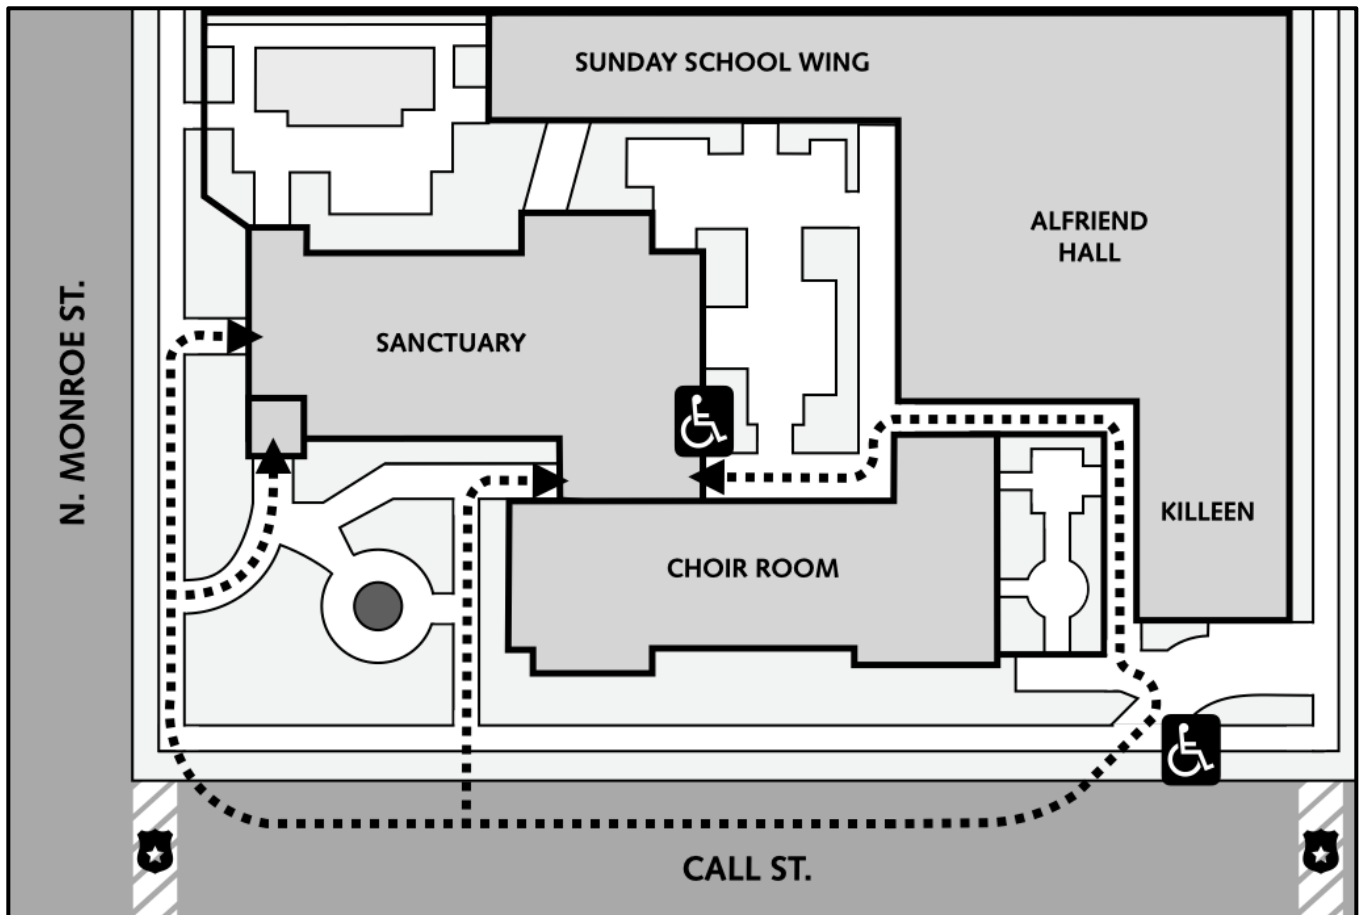 SUNDAY SCHOOL WING
ALFRIEND
HALL
N. MONROE ST.
SANCTUARY
KILLEEN
CHOIR ROOM
CALL ST.